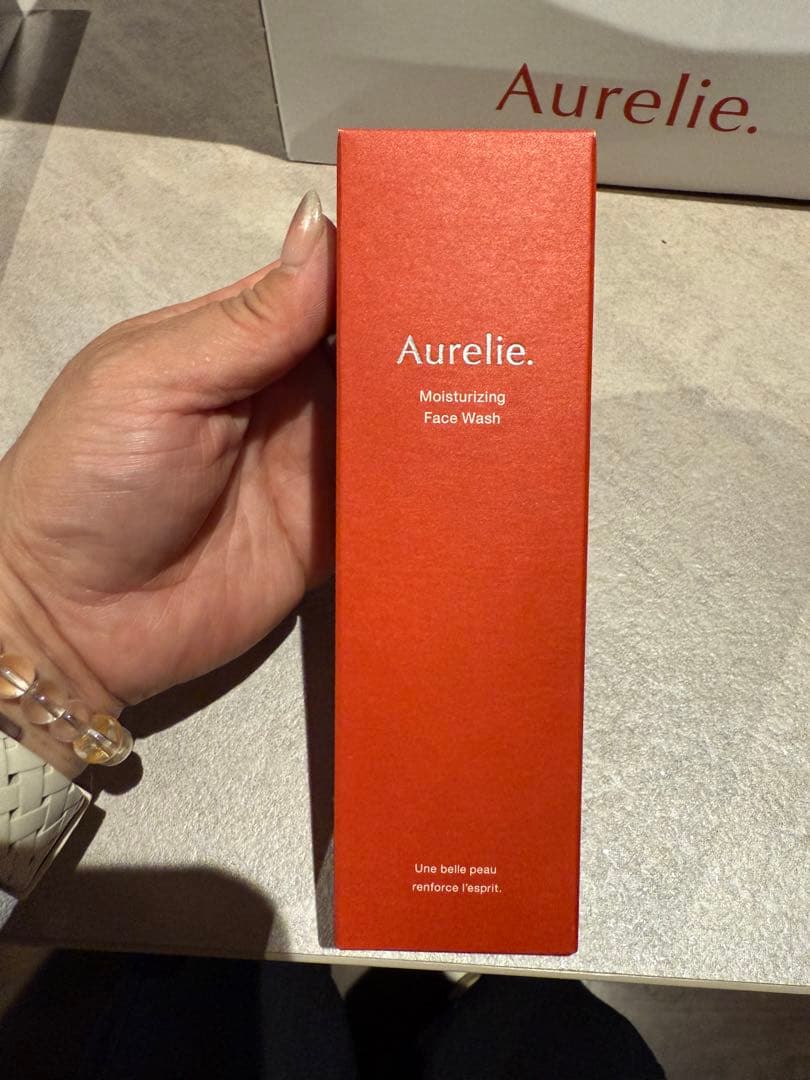 Aurelie.
Aurelie.
Moisturizing
Face Wash
Une belle peau
renforce l'esprit.